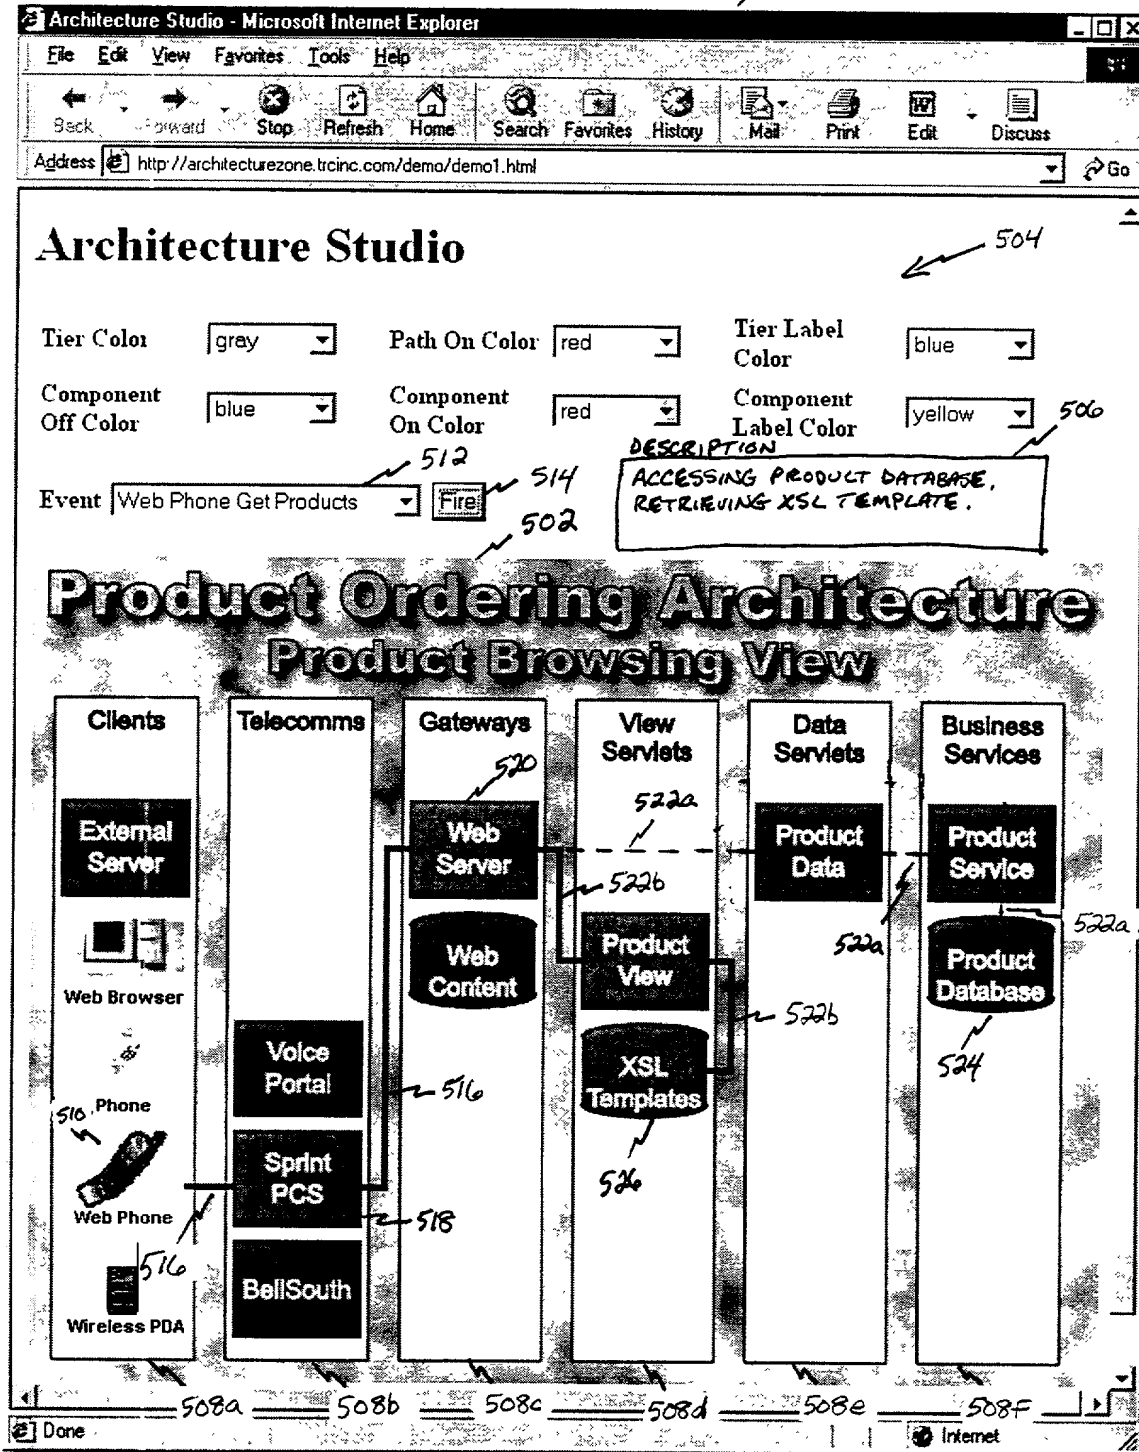 Architecture Studio - Microsoft Internet Explorer
File Edit View Favorites Tools Help
Back Forward Stop Refresh Home Search Favorites History Mail Print Edit Discuss
Address http://architecturezone.trcinc.com/demo/demo1.html Go
Architecture Studio
504
Tier Color gray Path On Color red Tier Label Color blue
Component Off Color blue Component On Color red Component Label Color yellow
506
DESCRIPTION
ACCESSING PRODUCT DATABASE,
RETRIEVING XSL TEMPLATE.
512
514
Event Web Phone Get Products Fire
502
Product Ordering Architecture
Product Browsing View
Clients Telecomms Gateways View Servlets Data Servlets Business Services
520
522a
External Server
Web Server
Product Data
Product Service
522b
522a
522a
Web Browser
Web Content
Product View
Product Database
522b
524
Voice Portal
XSL Templates
516
Phone
510
526
Sprint PCS
518
Web Phone
516
BellSouth
Wireless PDA
508a 508b 508c 508d 508e 508F
Done Internet